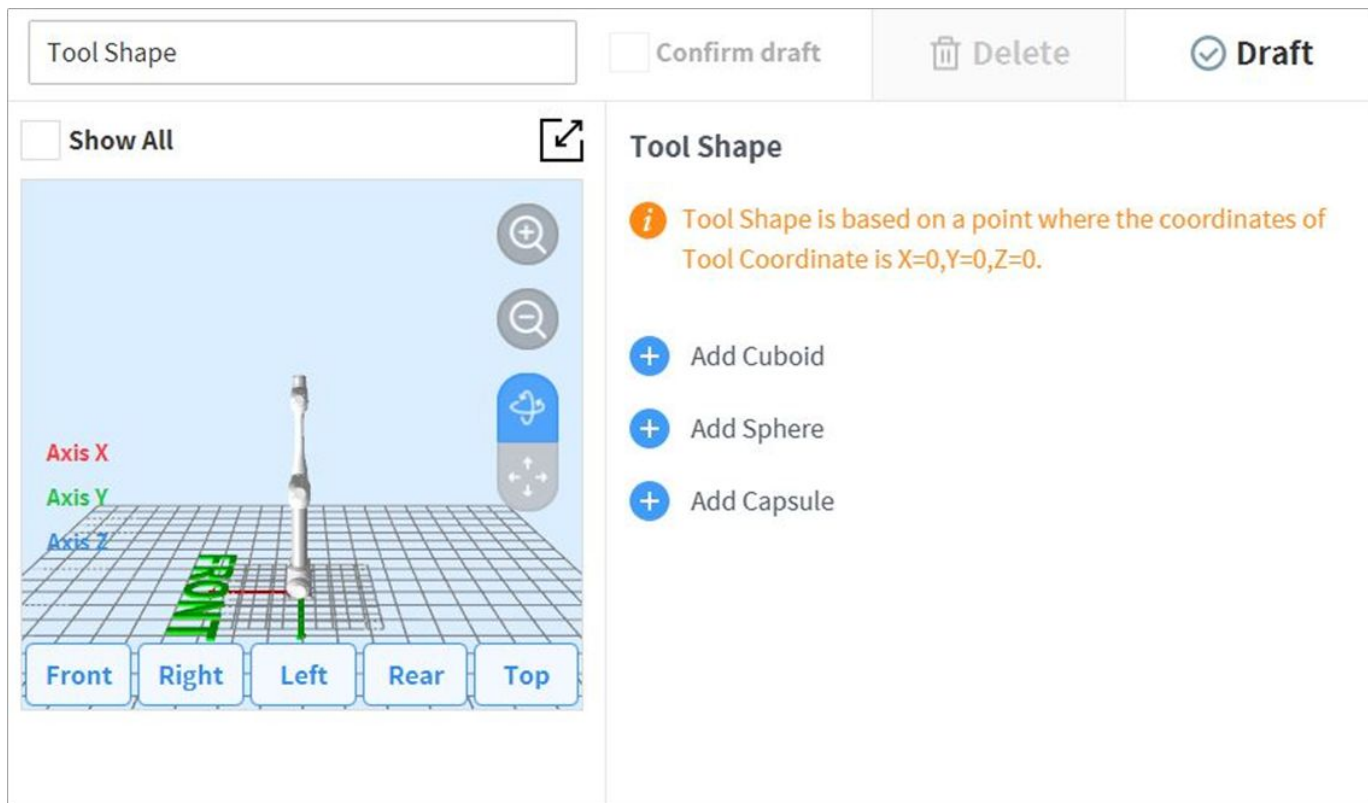 Tool Shape
Confirm draft
Delete
Draft
Show All
Axis X
Axis Y
Axis Z
FRONT
Front
Right
Left
Rear
Top
Tool Shape
Tool Shape is based on a point where the coordinates of
Tool Coordinate is X=0,Y=0,Z=0.
Add Cuboid
Add Sphere
Add Capsule